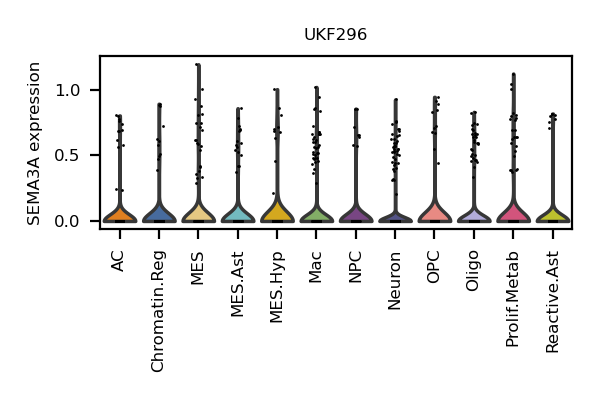 UKF296
SEMA3A expression
1.0
0.5
0.0
AC
Chromatin.Reg
MES
MES.Ast
MES.Hyp
Mac
NPC
Neuron
OPC
Oligo
Prolif.Metab
Reactive.Ast